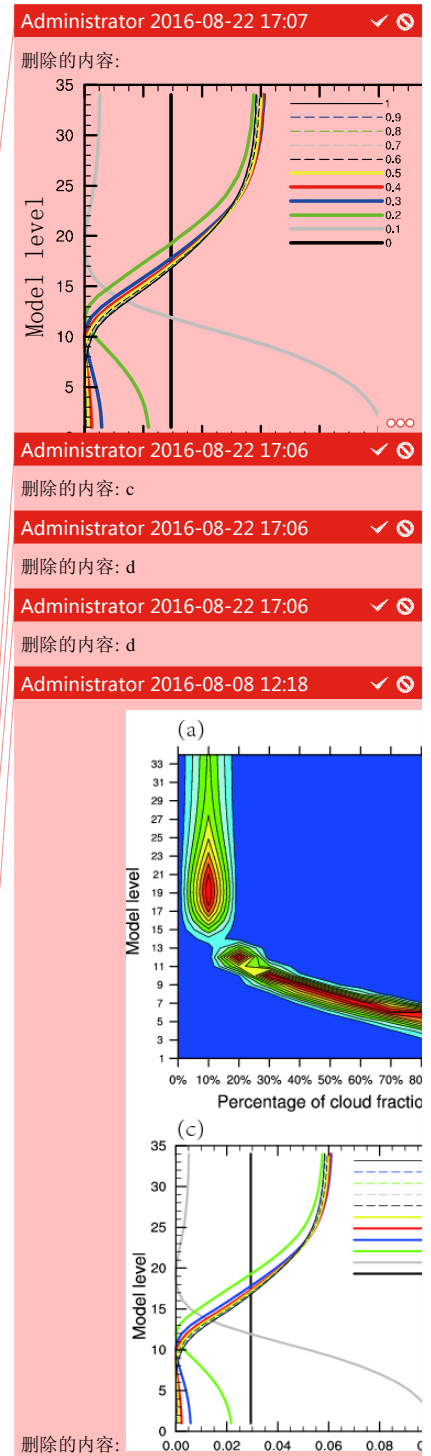 Administrator 2016-08-22 17:07
删除的内容:
35
30
25
20
15
10
5
Model level
1
0.9
0.8
0.7
0.6
0.5
0.4
0.3
0.2
0.1
0
Administrator 2016-08-22 17:06
删除的内容: c
Administrator 2016-08-22 17:06
删除的内容: d
Administrator 2016-08-22 17:06
删除的内容: d
Administrator 2016-08-08 12:18
(a)
33
31
29
27
25
23
21
19
17
15
13
11
9
7
5
3
1
Model level
0% 10% 20% 30% 40% 50% 60% 70% 80
Percentage of cloud fractio
(c)
35
30
25
20
15
10
5
0
Model level
0.00 0.02 0.04 0.06 0.08 0
删除的内容: